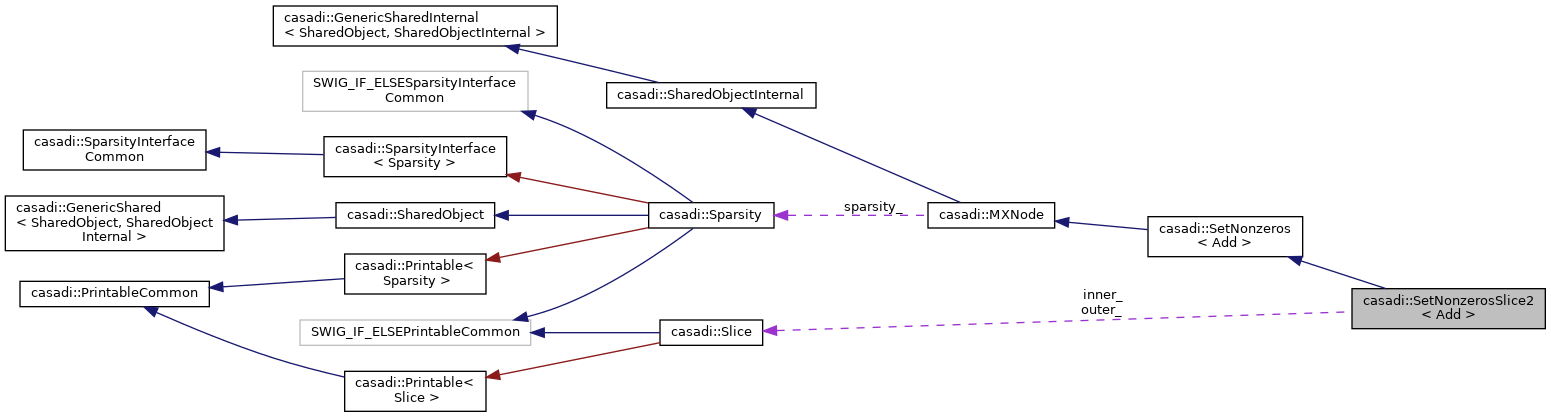 casadi::GenericSharedInternal
< SharedObject, SharedObjectInternal >
SWIG_IF_ELSESparsityInterface
Common
casadi::SharedObjectInternal
casadi::SparsityInterface
Common
casadi::SparsityInterface
< Sparsity >
casadi::GenericShared
< SharedObject, SharedObject
Internal >
casadi::SharedObject
casadi::Sparsity
sparsity_
casadi::MXNode
casadi::SetNonzeros
< Add >
casadi::Printable<
Sparsity >
casadi::PrintableCommon
SWIG_IF_ELSEPrintableCommon
casadi::Slice
inner_
outer_
casadi::SetNonzerosSlice2
< Add >
casadi::Printable<
Slice >